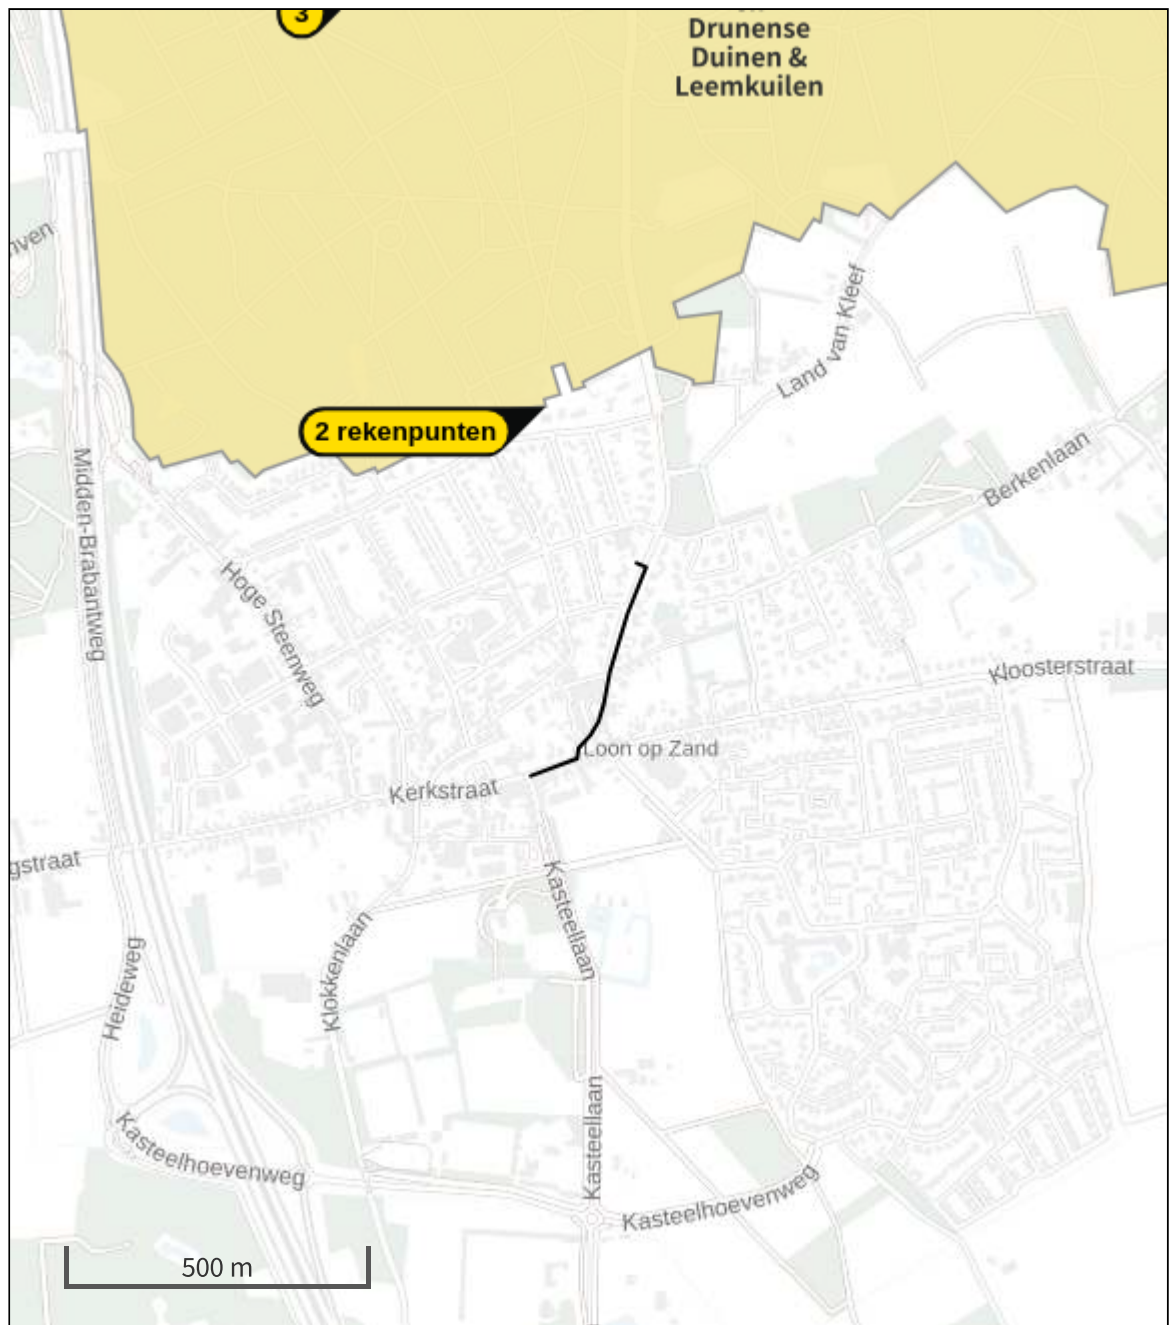 3
Drunense
Duinen &
Leemkuilen
Land van Kleef
2 rekenpunten
Berkenlaan
Midden-Brabantweg
Hoge Steenweg
Kloosterstraat
Loon op Zand
Kerkstraat
gstraat
Kasteellaan
Klokkenlaan
Heideweg
Kasteellaan
Kasteelhoevenweg
Kasteelhoevenweg
500 m